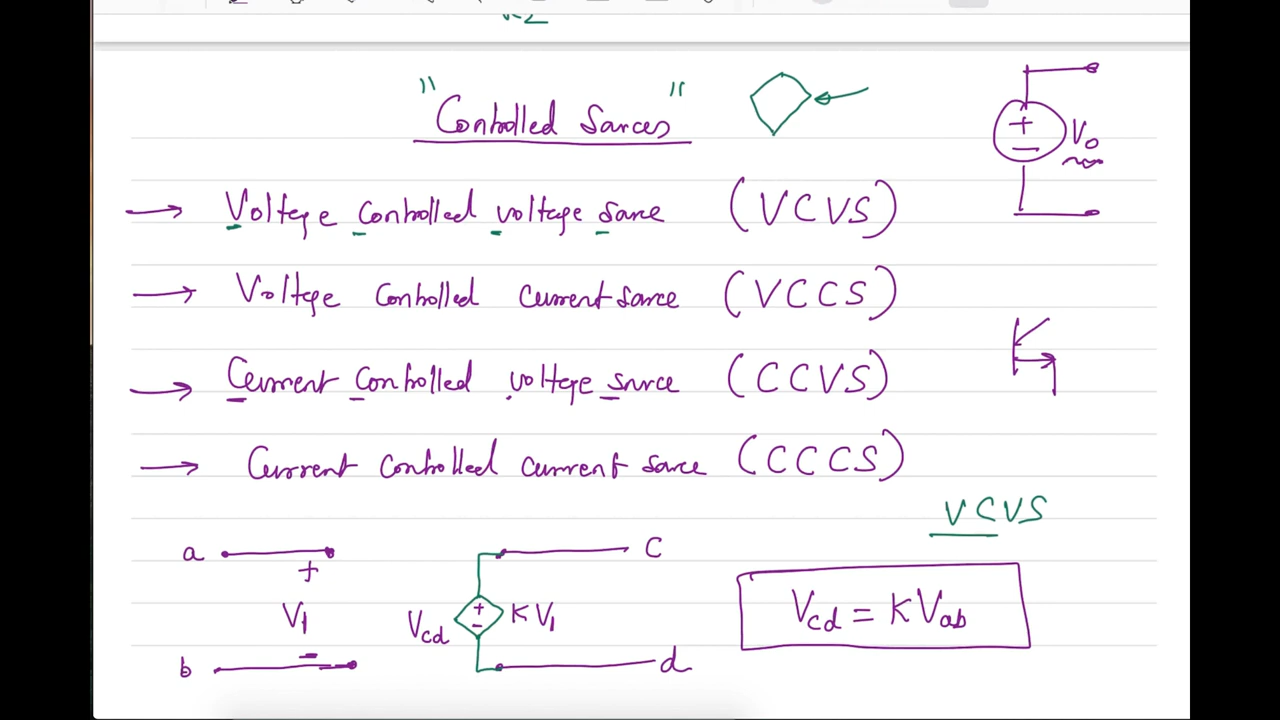 K2
"Controlled Sources"
+
-
Vo
Voltage Controlled voltage source (VCVS)
Voltage Controlled current source (VCCS)
Current Controlled voltage source (CCVS)
Current Controlled current source (CCCS)
VCVS
a
+
V1
-
b
Vcd
+
-
KV1
C
d
Vcd = KVab